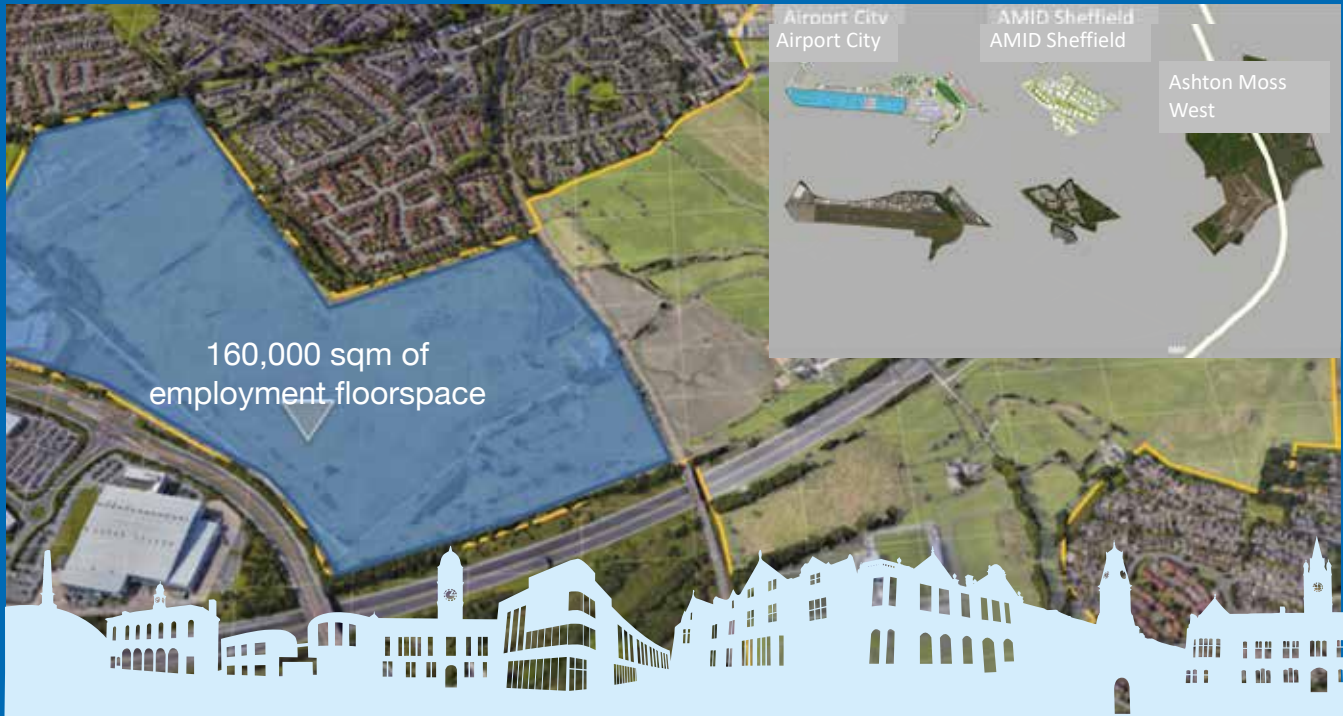 Airport City
AMID Sheffield
Airport City
AMID Sheffield
Ashton Moss
West
160,000 sqm of
employment floorspace